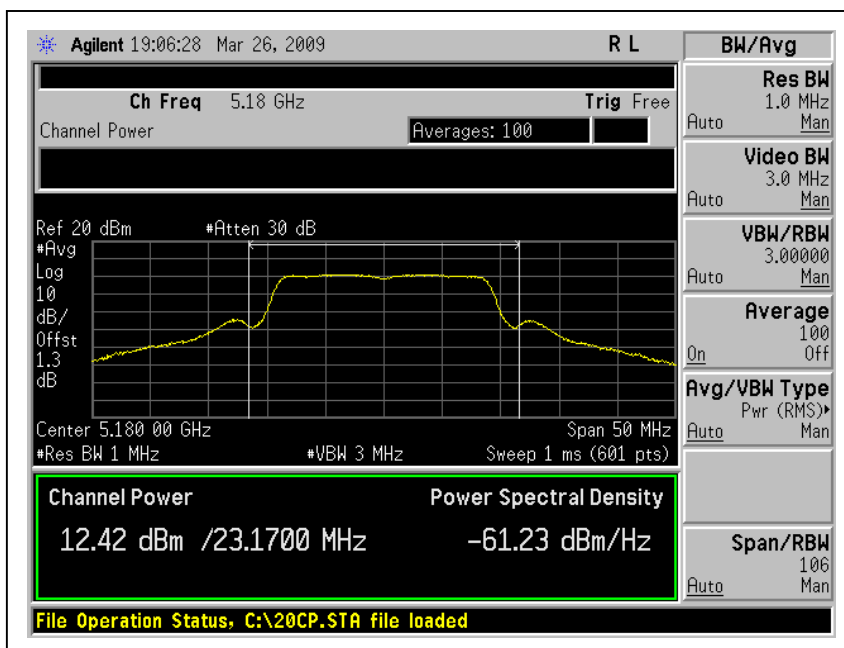 Agilent 19:06:28 Mar 26, 2009 R L
Ch Freq 5.18 GHz Trig Free
Channel Power Averages: 100
Ref 20 dBm #Atten 30 dB
#Avg
Log
10
dB/
Offst
1.3
dB
Center 5.180 00 GHz Span 50 MHz
#Res BW 1 MHz #VBW 3 MHz Sweep 1 ms (601 pts)
Channel Power Power Spectral Density
12.42 dBm /23.1700 MHz -61.23 dBm/Hz
File Operation Status, C:\20CP.STA file loaded
BW/Avg
Res BW
1.0 MHz
Auto Man
Video BW
3.0 MHz
Auto Man
VBW/RBW
3.00000
Auto Man
Average
100
On Off
Avg/VBW Type
Pwr (RMS)▸
Auto Man
Span/RBW
106
Auto Man